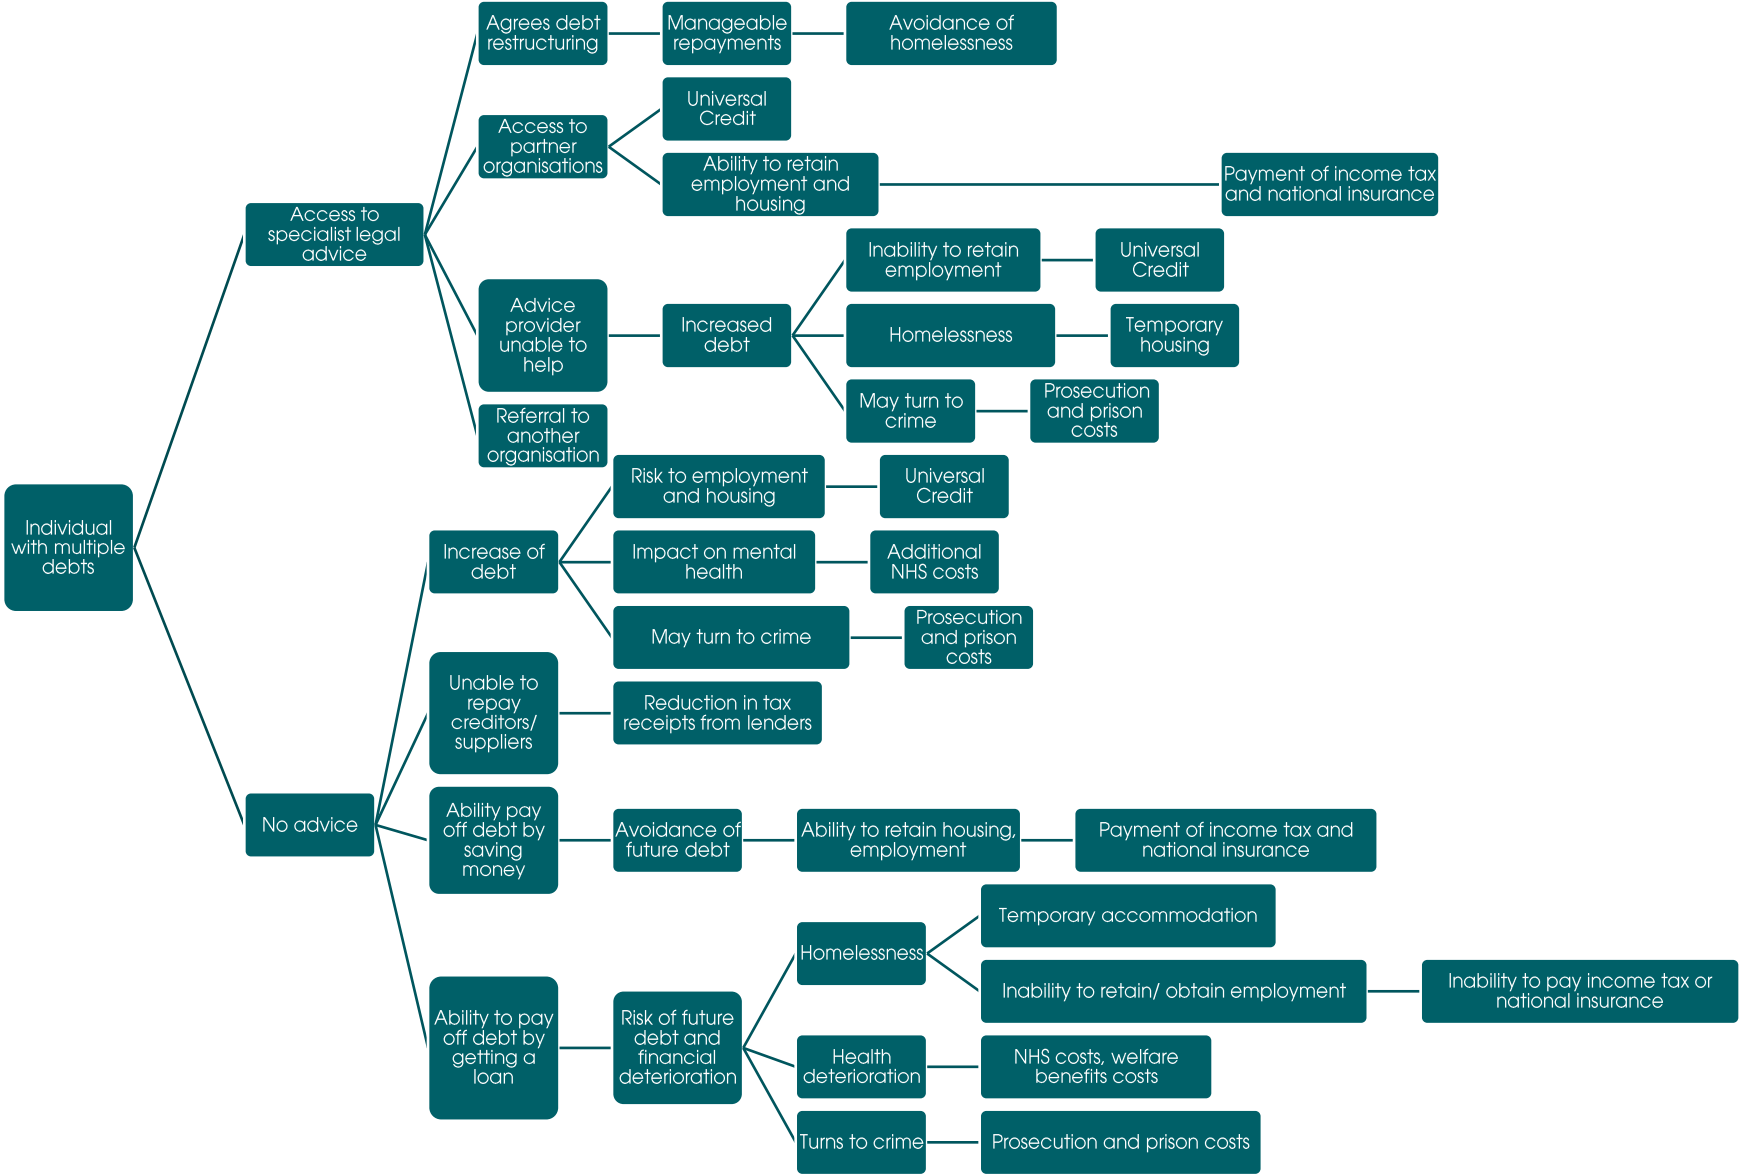 Agrees debt
restructuring
Manageable
repayments
Avoidance of
homelessness
Universal
Credit
Access to
partner
organisations
Ability to retain
employment and
housing
Payment of income tax
and national insurance
Access to
specialist legal
advice
Inability to retain
employment
Universal
Credit
Advice
provider
unable to
help
Increased
debt
Homelessness
Temporary
housing
May turn to
crime
Prosecution
and prison
costs
Referral to
another
organisation
Individual
with multiple
debts
Risk to employment
and housing
Universal
Credit
Increase of
debt
Impact on mental
health
Additional
NHS costs
May turn to crime
Prosecution
and prison
costs
Unable to
repay
creditors/
suppliers
Reduction in tax
receipts from lenders
No advice
Ability pay
off debt by
saving
money
Avoidance of
future debt
Ability to retain housing,
employment
Payment of income tax and
national insurance
Temporary accommodation
Homelessness
Inability to retain/ obtain employment
Inability to pay income tax or
national insurance
Ability to pay
off debt by
getting a
loan
Risk of future
debt and
financial
deterioration
Health
deterioration
NHS costs, welfare
benefits costs
Turns to crime
Prosecution and prison costs